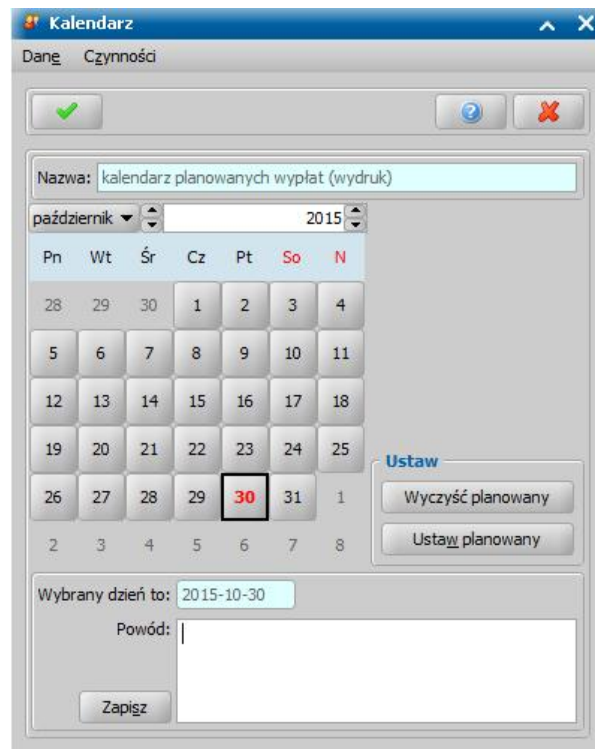 Kalendarz
Dane Czynności
Nazwa: kalendarz planowanych wypłat (wydruk)
październik 2015
Pn Wt Śr Cz Pt So N
28 29 30 1 2 3 4
5 6 7 8 9 10 11
12 13 14 15 16 17 18
19 20 21 22 23 24 25
Ustaw
26 27 28 29 30 31 1
Wyczyść planowany
2 3 4 5 6 7 8
Ustaw planowany
Wybrany dzień to: 2015-10-30
Powód:
Zapisz